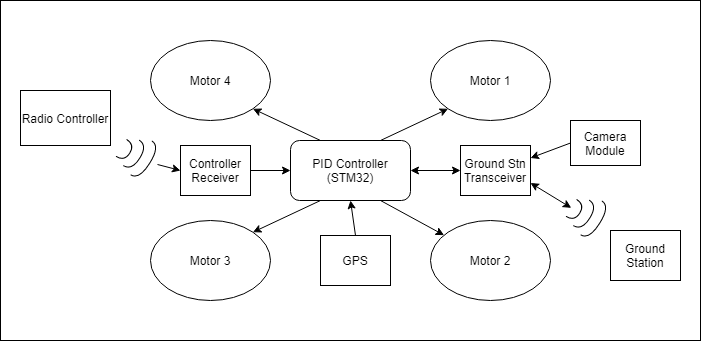 Motor 4
Motor 1
Radio Controller
Camera
Module
Controller
Receiver
PID Controller
(STM32)
Ground Stn
Transceiver
Motor 3
GPS
Motor 2
Ground
Station